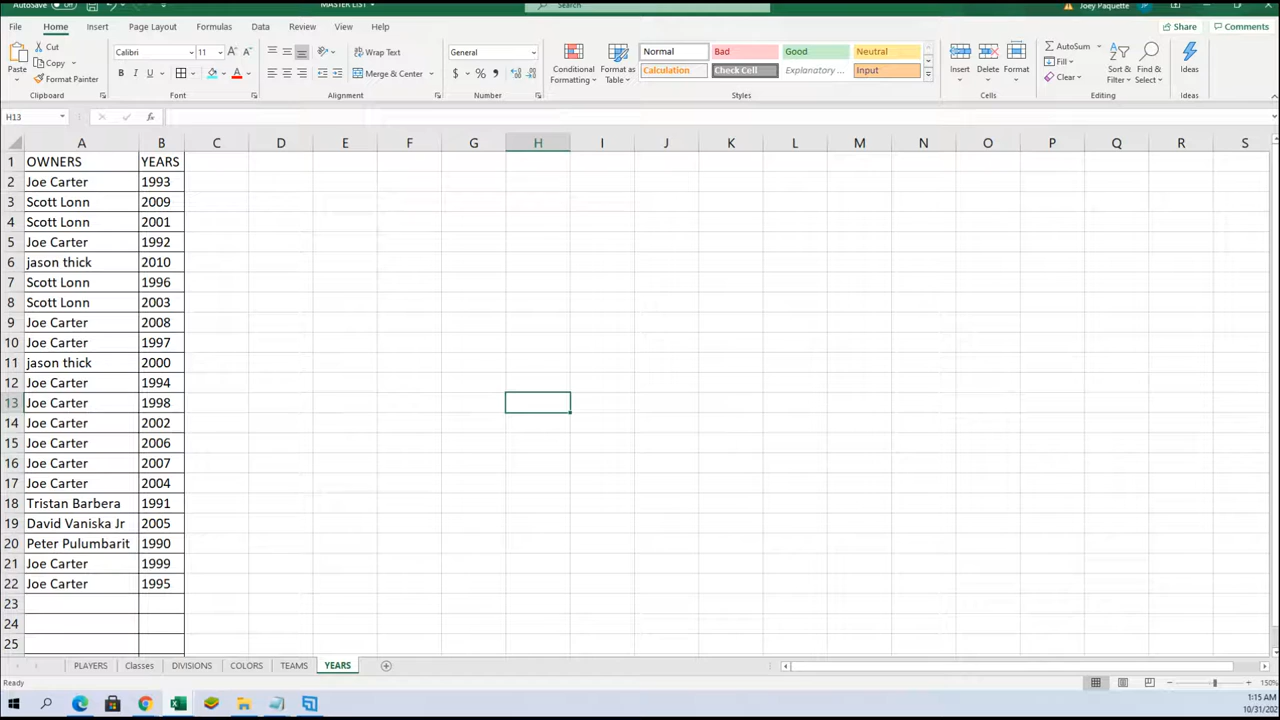 AutoSave MASTER LIST Search Joey Paquette
File Home Insert Page Layout Formulas Data Review View Help Share Comments
Paste Cut Copy Format Painter Clipboard
Calibri 11 B I U A A Font
Wrap Text Merge & Center Alignment
General $ % Number
Conditional Formatting Format as Table Normal Bad Good Neutral Calculation Check Cell Explanatory ... Input Styles
Insert Delete Format Cells
AutoSum Fill Clear Sort & Filter Find & Select Editing
Ideas Ideas
H13 fx
A B C D E F G H I J K L M N O P Q R S
1 OWNERS YEARS
2 Joe Carter 1993
3 Scott Lonn 2009
4 Scott Lonn 2001
5 Joe Carter 1992
6 jason thick 2010
7 Scott Lonn 1996
8 Scott Lonn 2003
9 Joe Carter 2008
10 Joe Carter 1997
11 jason thick 2000
12 Joe Carter 1994
13 Joe Carter 1998
14 Joe Carter 2002
15 Joe Carter 2006
16 Joe Carter 2007
17 Joe Carter 2004
18 Tristan Barbera 1991
19 David Vaniska Jr 2005
20 Peter Pulumbarit 1990
21 Joe Carter 1999
22 Joe Carter 1995
23
24
25
PLAYERS Classes DIVISIONS COLORS TEAMS YEARS
Ready 150%
1:15 AM
10/31/202